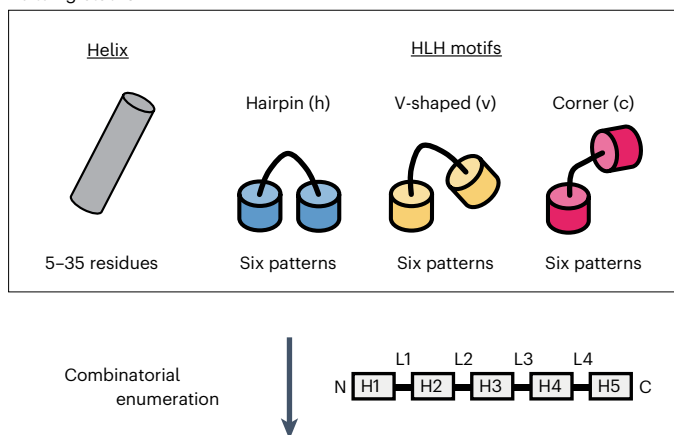 Helix
HLH motifs
Hairpin (h)
V-shaped (v)
Corner (c)
5–35 residues
Six patterns
Six patterns
Six patterns
Combinatorial
enumeration
L1 L2 L3 L4
N H1 H2 H3 H4 H5 C